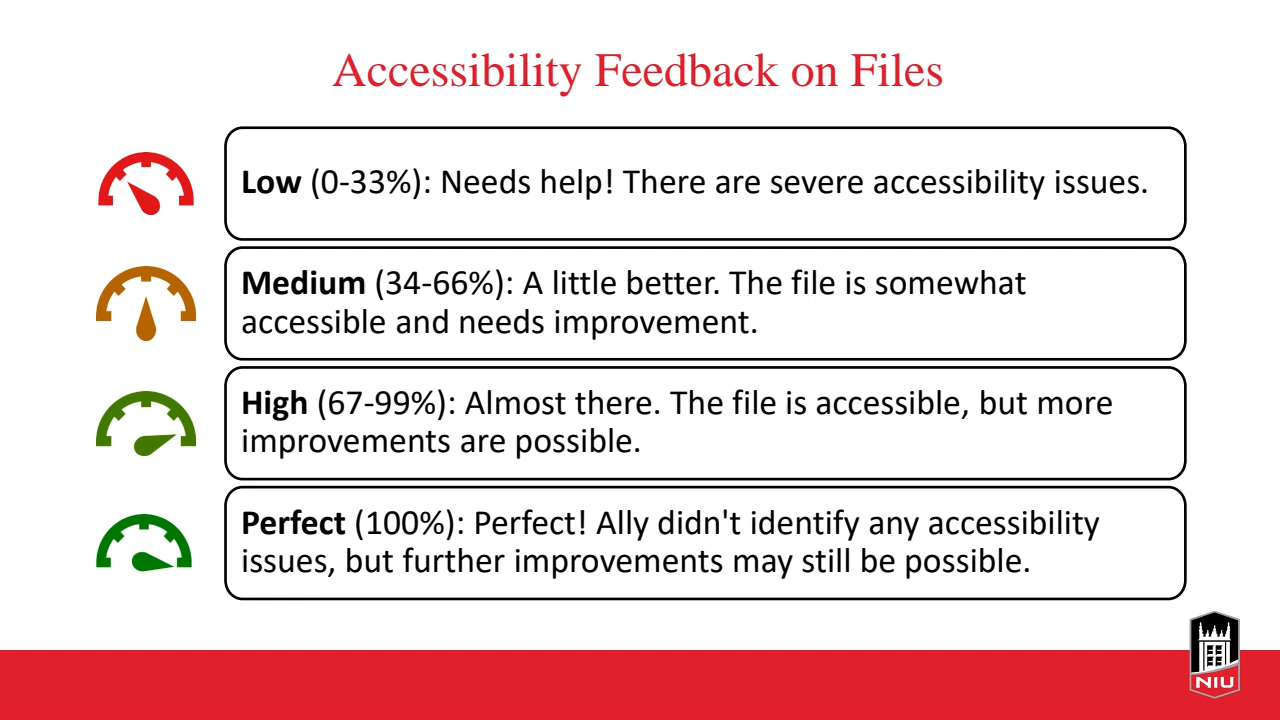 Accessibility Feedback on Files
Low (0-33%): Needs help! There are severe accessibility issues.
Medium (34-66%): A little better. The file is somewhat
accessible and needs improvement.
High (67-99%): Almost there. The file is accessible, but more
improvements are possible.
Perfect (100%): Perfect! Ally didn't identify any accessibility
issues, but further improvements may still be possible.
NIU